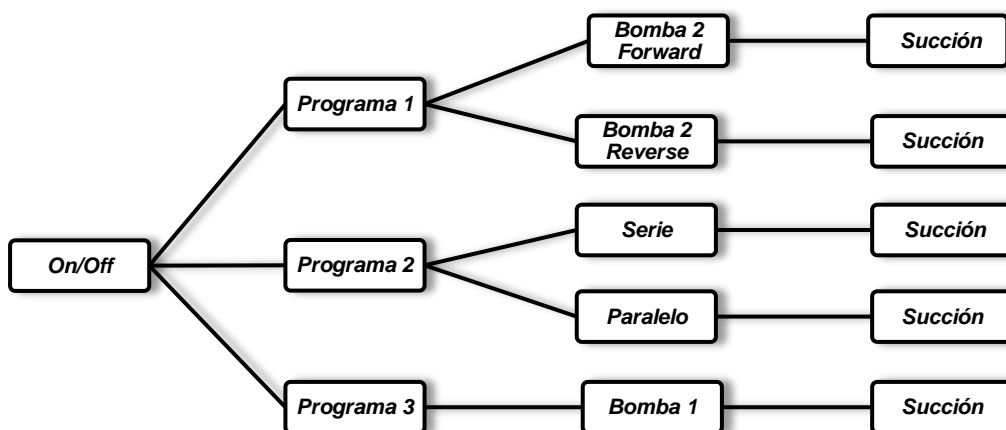 Bomba 2
Forward
Succión
Programa 1
Bomba 2
Reverse
Succión
Serie
Succión
On/Off
Programa 2
Paralelo
Succión
Programa 3
Bomba 1
Succión